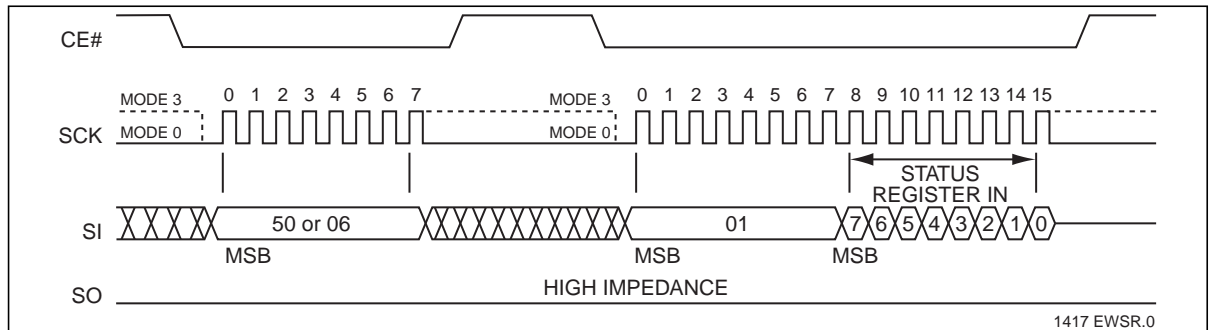 CE#
MODE 3 0 1 2 3 4 5 6 7 MODE 3 0 1 2 3 4 5 6 7 8 9 10 11 12 13 14 15
SCK MODE 0 MODE 0
STATUS
REGISTER IN
SI 50 or 06 01 7 6 5 4 3 2 1 0
MSB MSB MSB
SO HIGH IMPEDANCE
1417 EWSR.0